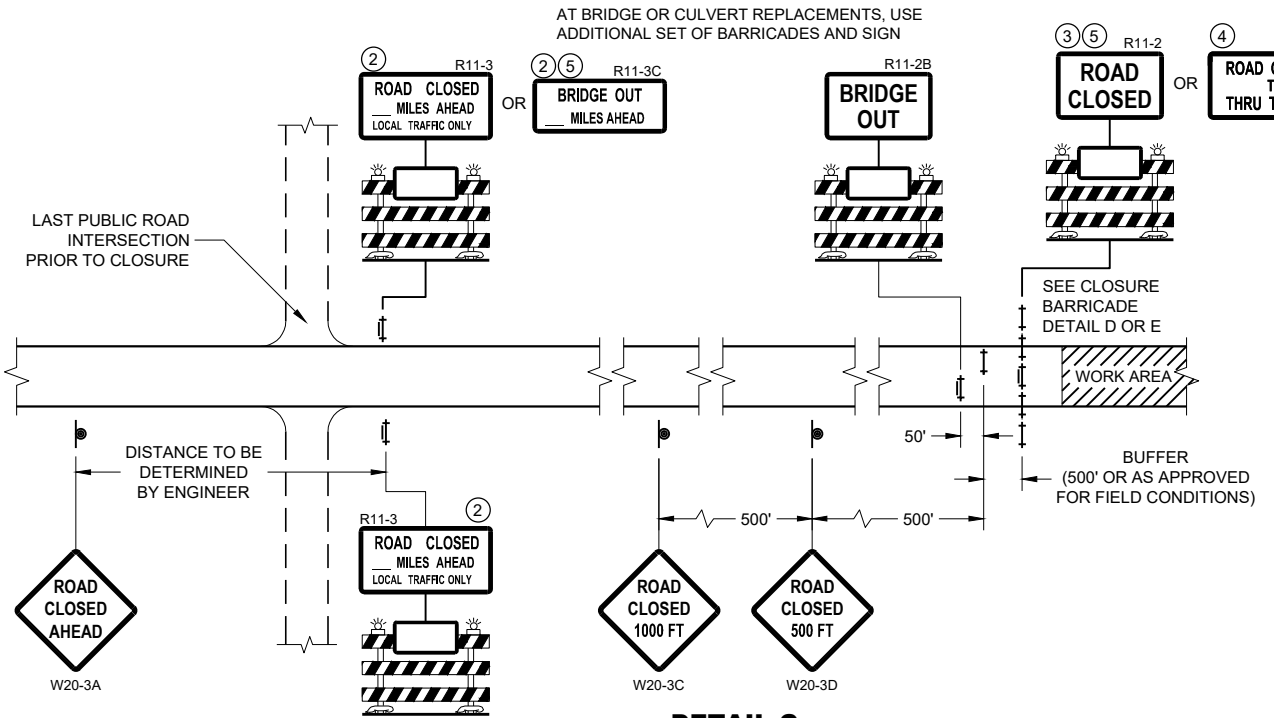 AT BRIDGE OR CULVERT REPLACEMENTS, USE
ADDITIONAL SET OF BARRICADES AND SIGN
2
R11-3
ROAD CLOSED
___ MILES AHEAD
LOCAL TRAFFIC ONLY
OR
2 5
R11-3C
BRIDGE OUT
___ MILES AHEAD
R11-2B
BRIDGE
OUT
3 5
R11-2
ROAD
CLOSED
OR
4
ROAD
THRU
LAST PUBLIC ROAD
INTERSECTION
PRIOR TO CLOSURE
SEE CLOSURE
BARRICADE
DETAIL D OR E
WORK AREA
DISTANCE TO BE
DETERMINED
BY ENGINEER
50'
BUFFER
(500' OR AS APPROVED
FOR FIELD CONDITIONS)
500'
500'
R11-3
2
ROAD CLOSED
___ MILES AHEAD
LOCAL TRAFFIC ONLY
ROAD
CLOSED
AHEAD
W20-3A
ROAD
CLOSED
1000 FT
W20-3C
ROAD
CLOSED
500 FT
W20-3D